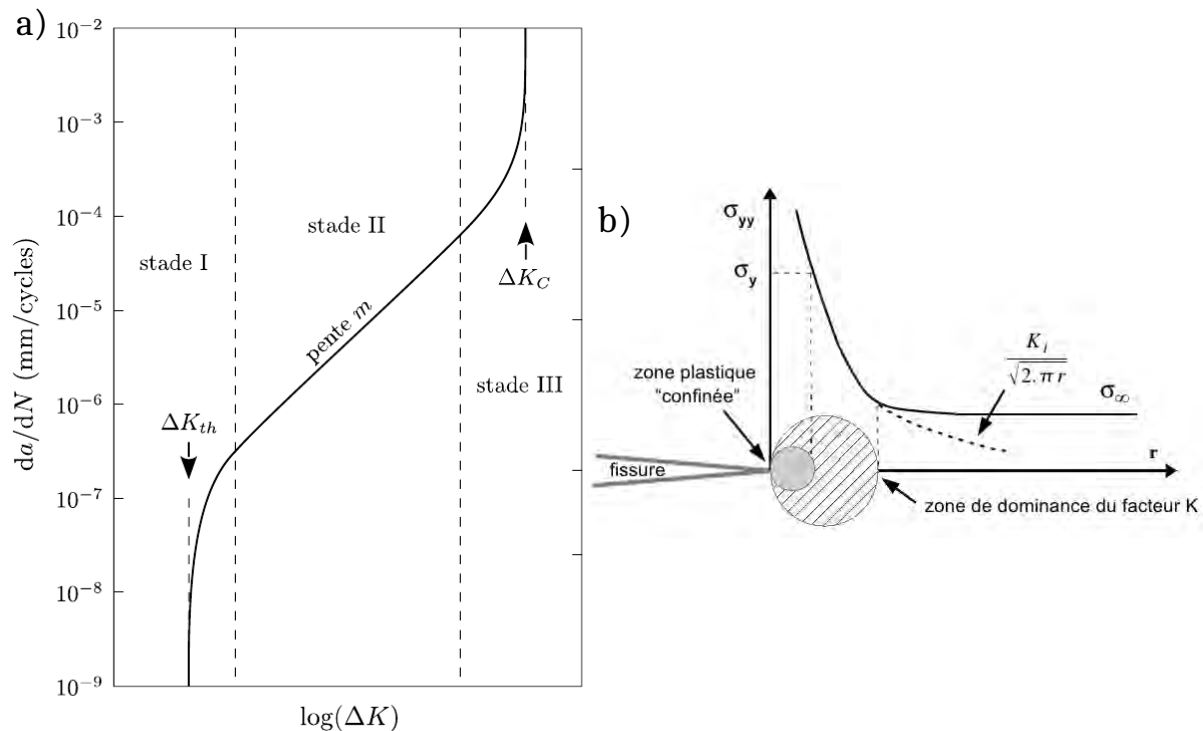 a)
10⁻²
10⁻³
10⁻⁴
10⁻⁵
10⁻⁶
10⁻⁷
10⁻⁸
10⁻⁹
da/dN (mm/cycles)
stade I
stade II
stade III
pente m
ΔK_th
ΔK_C
log(ΔK)
b)
σ_yy
σ_y
zone plastique
"confinée"
fissure
K_I
√2.πr
σ_∞
r
zone de dominance du facteur K